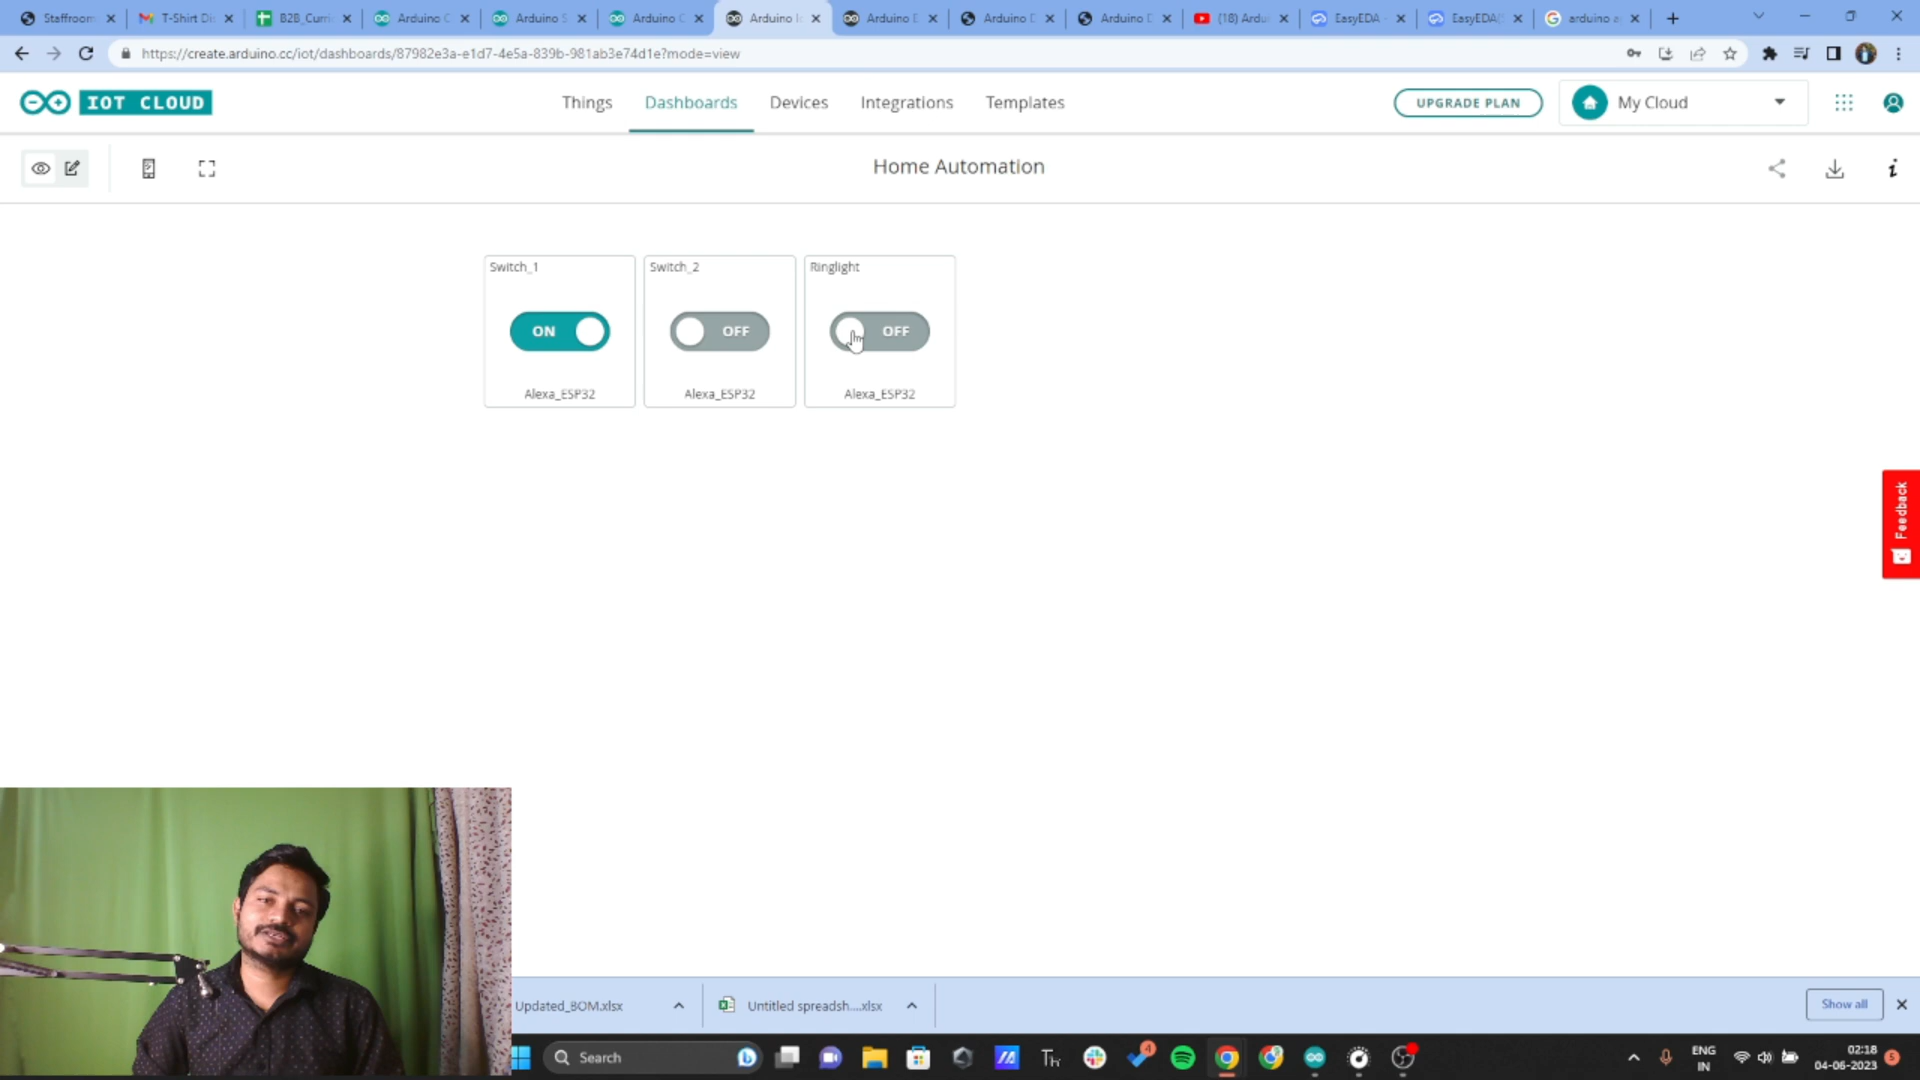 Staffroom
T-Shirt Di
B2B_Curri
Arduino C
Arduino S
Arduino C
Arduino I
Arduino E
Arduino D
Arduino D
(18) Ardu
EasyEDA
EasyEDA
arduino a
https://create.arduino.cc/iot/dashboards/87982e3a-e1d7-4e5a-839b-981ab3e74d1e?mode=view
IOT CLOUD
Things
Dashboards
Devices
Integrations
Templates
UPGRADE PLAN
My Cloud
Home Automation
Switch_1
Switch_2
Ringlight
ON
OFF
OFF
Alexa_ESP32
Alexa_ESP32
Alexa_ESP32
Feedback
Updated_BOM.xlsx
Untitled spreadsh....xlsx
Show all
Search
4
ENG
IN
02:18
04-06-2023
5